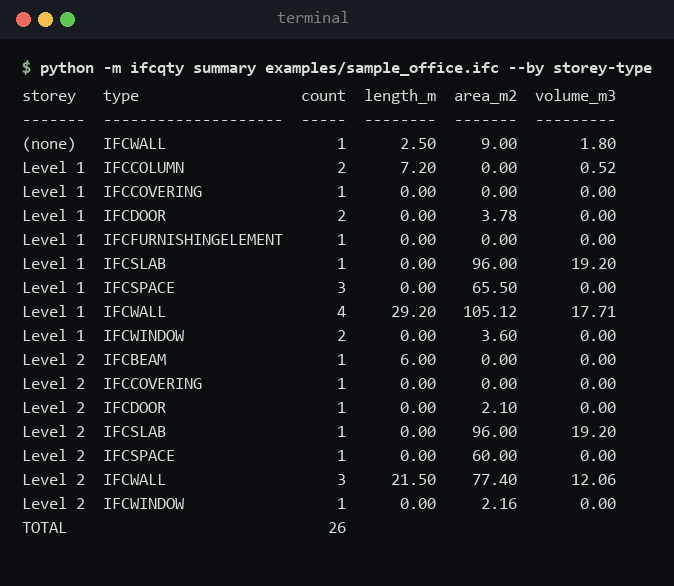 terminal
$ python -m ifcqty summary examples/sample_office.ifc --by storey-type
storey   type                  count  length_m  area_m2  volume_m3
-------  --------------------  -----  --------  -------  ---------
(none)   IFCWALL                   1      2.50     9.00       1.80
Level 1  IFCCOLUMN                 2      7.20     0.00       0.52
Level 1  IFCCOVERING               1      0.00     0.00       0.00
Level 1  IFCDOOR                   2      0.00     3.78       0.00
Level 1  IFCFURNISHINGELEMENT      1      0.00     0.00       0.00
Level 1  IFCSLAB                   1      0.00    96.00      19.20
Level 1  IFCSPACE                  3      0.00    65.50       0.00
Level 1  IFCWALL                   4     29.20   105.12      17.71
Level 1  IFCWINDOW                 2      0.00     3.60       0.00
Level 2  IFCBEAM                   1      6.00     0.00       0.00
Level 2  IFCCOVERING               1      0.00     0.00       0.00
Level 2  IFCDOOR                   1      0.00     2.10       0.00
Level 2  IFCSLAB                   1      0.00    96.00      19.20
Level 2  IFCSPACE                  1      0.00    60.00       0.00
Level 2  IFCWALL                   3     21.50    77.40      12.06
Level 2  IFCWINDOW                 1      0.00     2.16       0.00
TOTAL                             26